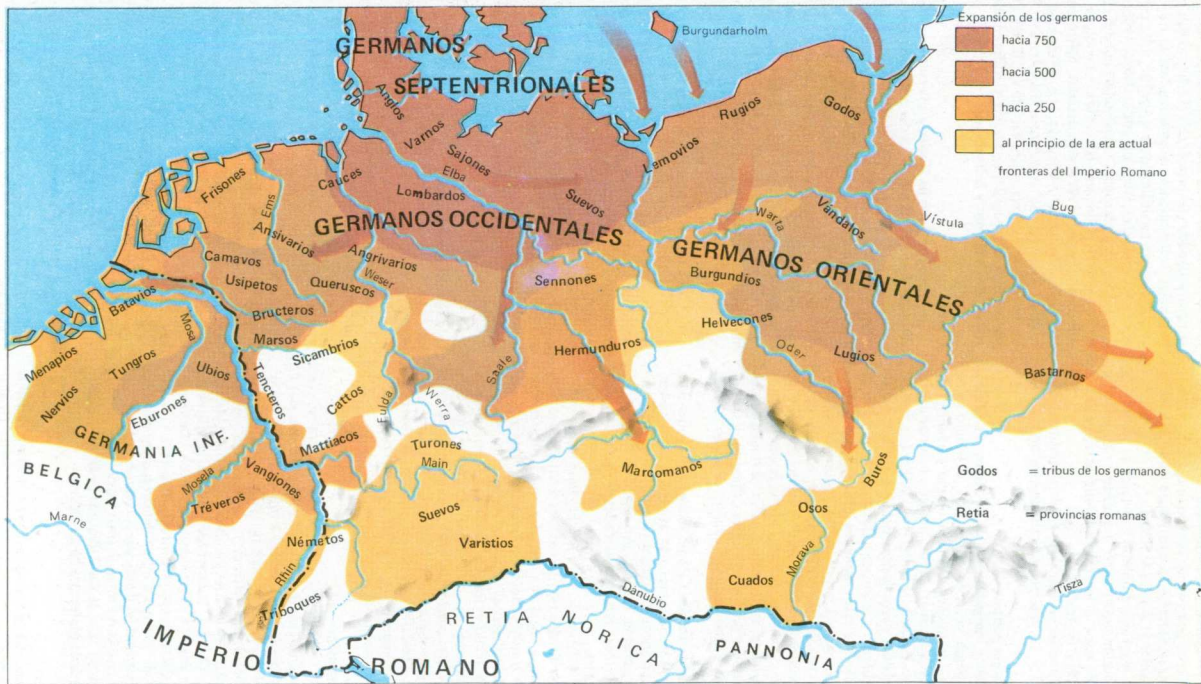 Expansión de los germanos
hacia 750
hacia 500
hacia 250
al principio de la era actual
fronteras del Imperio Romano
Godos = tribus de los germanos
Retia = provincias romanas
GERMANOS
SEPTENTRIONALES
Burgundarholm
Anglos
Varnos
Sajones
Elba
Lombardos
Suevos
Lemovios
Rugios
Godos
Frisones
Ems
Cauces
GERMANOS OCCIDENTALES
Ansivarios
Angrivarios
Camavos
Usipetos
Queruscos
Weser
Bructeros
Marsos
Sicambrios
Sennones
Warta
Vándalos
Vístula
Bug
GERMANOS ORIENTALES
Burgundios
Helvecones
Oder
Lugios
Bastarnos
Batavios
Mosa
Menapios
Tungros
Nervios
Ubios
Eburones
Tencteros
Cattos
Fulda
Werra
Saale
Hermunduros
GERMANIA INF.
BELGICA
Marne
Mosela
Tréveros
Vangiones
Mattiacos
Turones
Main
Marcomanos
Suevos
Varistios
Németos
Rhin
Triboques
Buros
Osos
Morava
Cuados
Danubio
Tisza
RETIA
NÓRICA
PANNONIA
IMPERIO
ROMANO